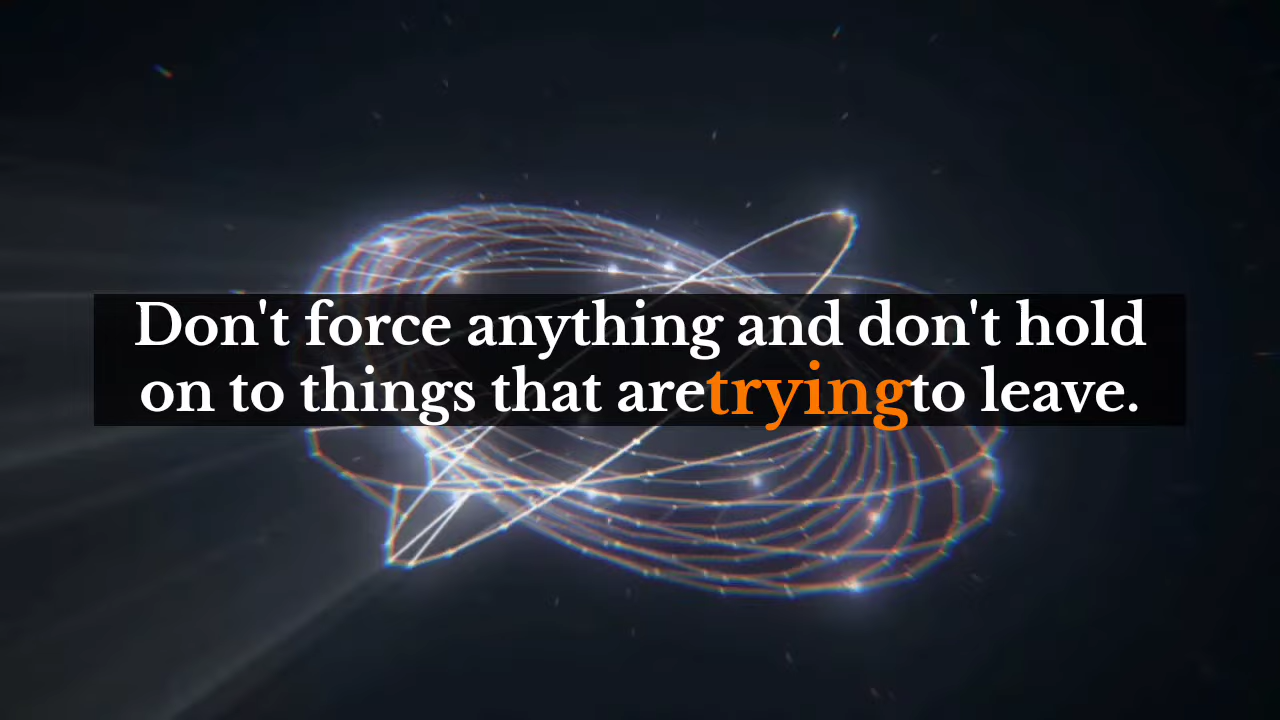 Don't force anything and don't hold
on to things that are trying to leave.